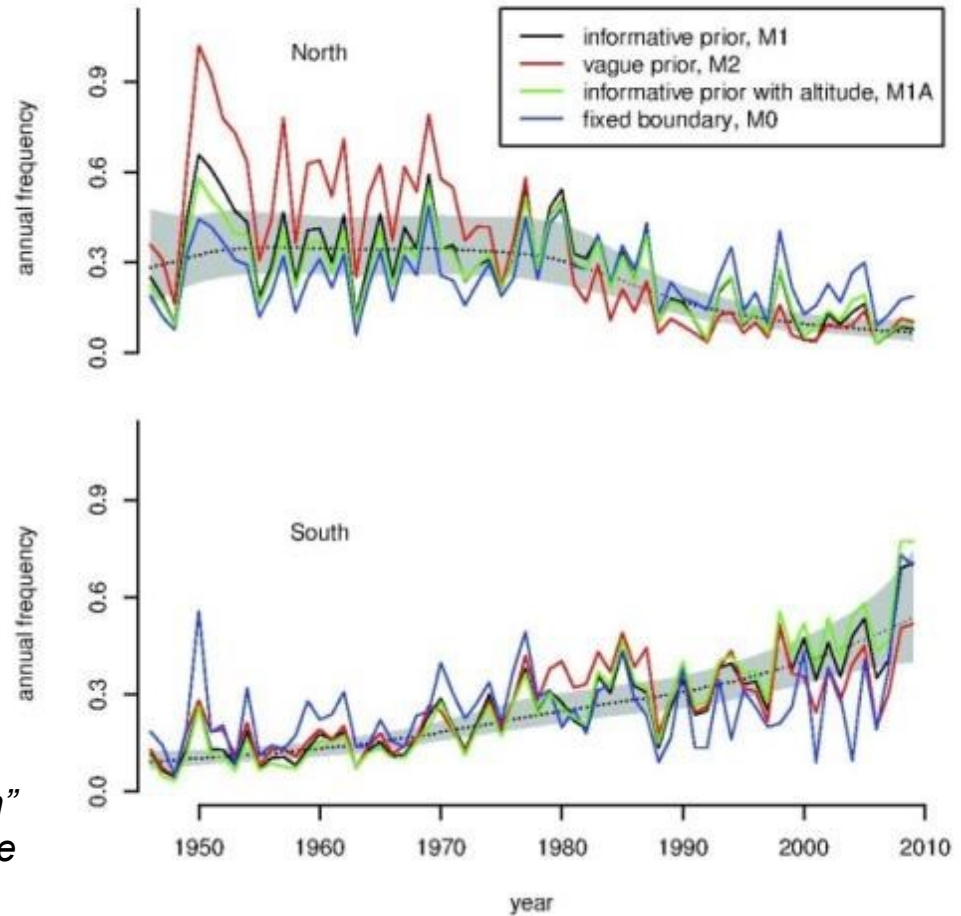 North
informative prior, M1
vague prior, M2
informative prior with altitude, M1A
fixed boundary, M0
annual frequency
0.9
0.6
0.3
0.0
South
annual frequency
0.9
0.6
0.3
0.0
1950 1960 1970 1980 1990 2000 2010
year